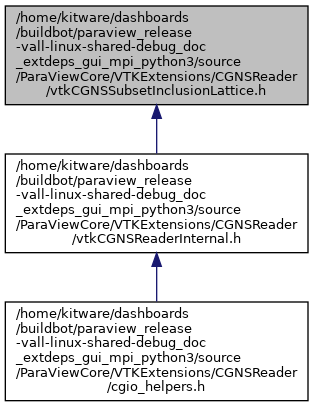 /home/kitware/dashboards
/buildbot/paraview_release
-vall-linux-shared-debug_doc
_extdeps_gui_mpi_python3/source
/ParaViewCore/VTKExtensions/CGNSReader
/vtkCGNSSubsetInclusionLattice.h
/home/kitware/dashboards
/buildbot/paraview_release
-vall-linux-shared-debug_doc
_extdeps_gui_mpi_python3/source
/ParaViewCore/VTKExtensions/CGNSReader
/vtkCGNSReaderInternal.h
/home/kitware/dashboards
/buildbot/paraview_release
-vall-linux-shared-debug_doc
_extdeps_gui_mpi_python3/source
/ParaViewCore/VTKExtensions/CGNSReader
/cgio_helpers.h